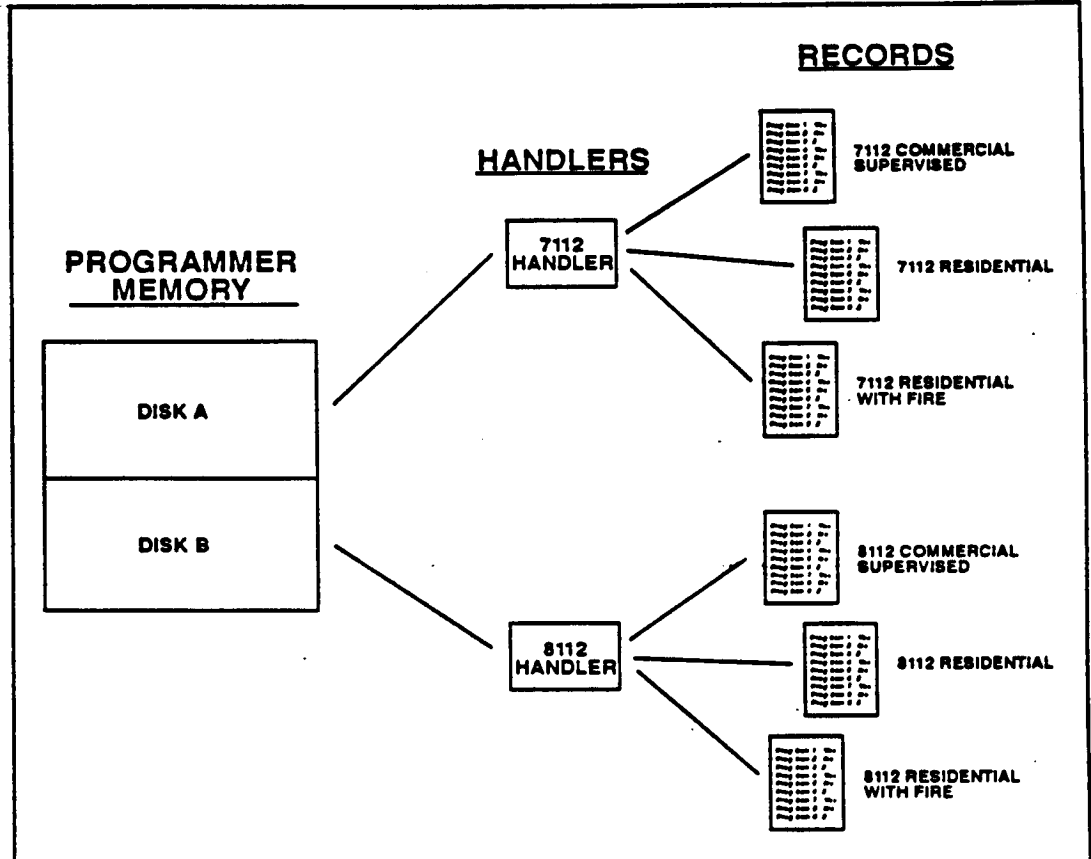 RECORDS
7112 COMMERCIAL
SUPERVISED
HANDLERS
7112
HANDLER
7112 RESIDENTIAL
PROGRAMMER
MEMORY
7112 RESIDENTIAL
WITH FIRE
DISK A
DISK B
8112 COMMERCIAL
SUPERVISED
8112
HANDLER
8112 RESIDENTIAL
8112 RESIDENTIAL
WITH FIRE